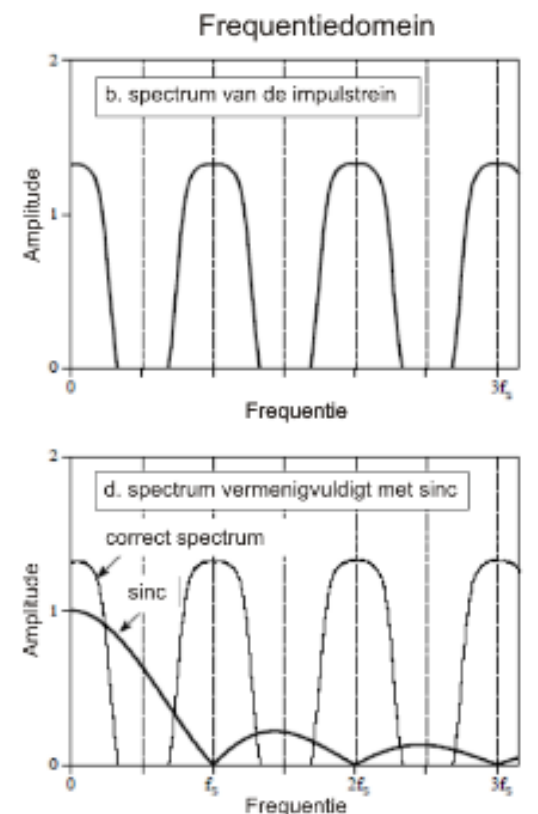 Frequentiedomein
2
b. spectrum van de impulstrein
Amplitude
1
0
0
3fs
Frequentie
2
d. spectrum vermenigvuldigt met sinc
correct spectrum
sinc
Amplitude
1
0
0
fs
2fs
3fs
Frequentie